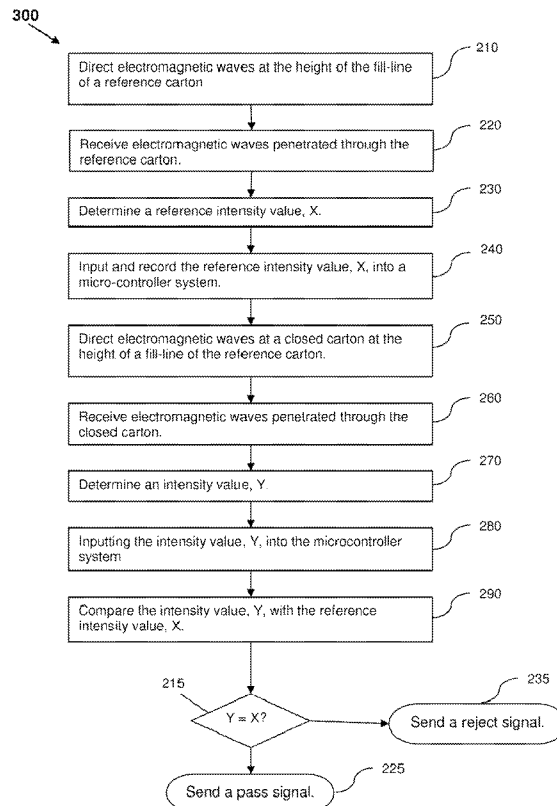 300
Direct electromagnetic waves at the height of the fill-line
of a reference carton
210
Receive electromagnetic waves penetrated through the
reference carton.
220
Determine a reference intensity value, X.
230
Input and record the reference intensity value, X, into a
micro-controller system.
240
Direct electromagnetic waves at a closed carton at the
height of a fill-line of the reference carton.
250
Receive electromagnetic waves penetrated through the
closed carton.
260
Determine an intensity value, Y.
270
Inputting the intensity value, Y, into the microcontroller
system
280
Compare the intensity value, Y, with the reference
intensity value, X.
290
215
Y = X?
235
Send a reject signal.
Send a pass signal.
225